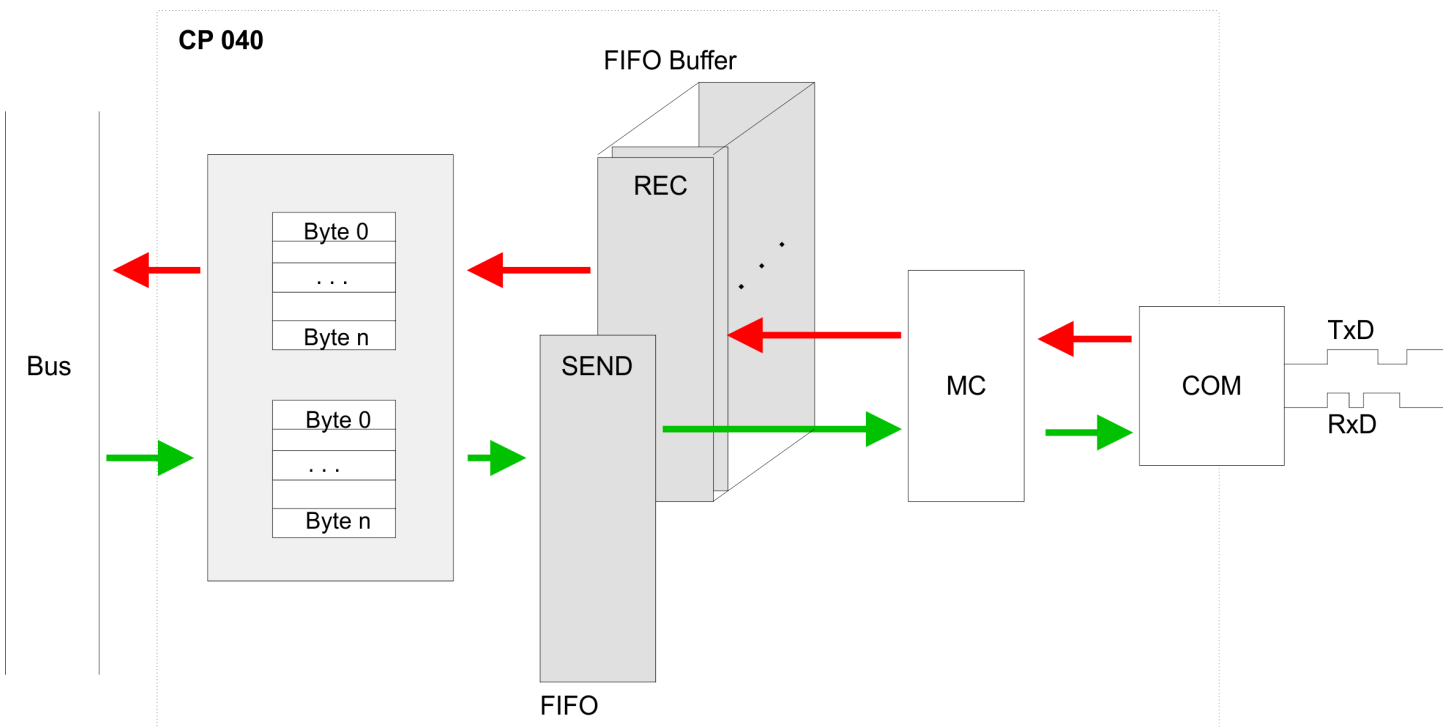 CP 040
FIFO Buffer
REC
Byte 0
. . .
Byte n
Bus
SEND
MC
COM
TxD
RxD
Byte 0
. . .
Byte n
FIFO